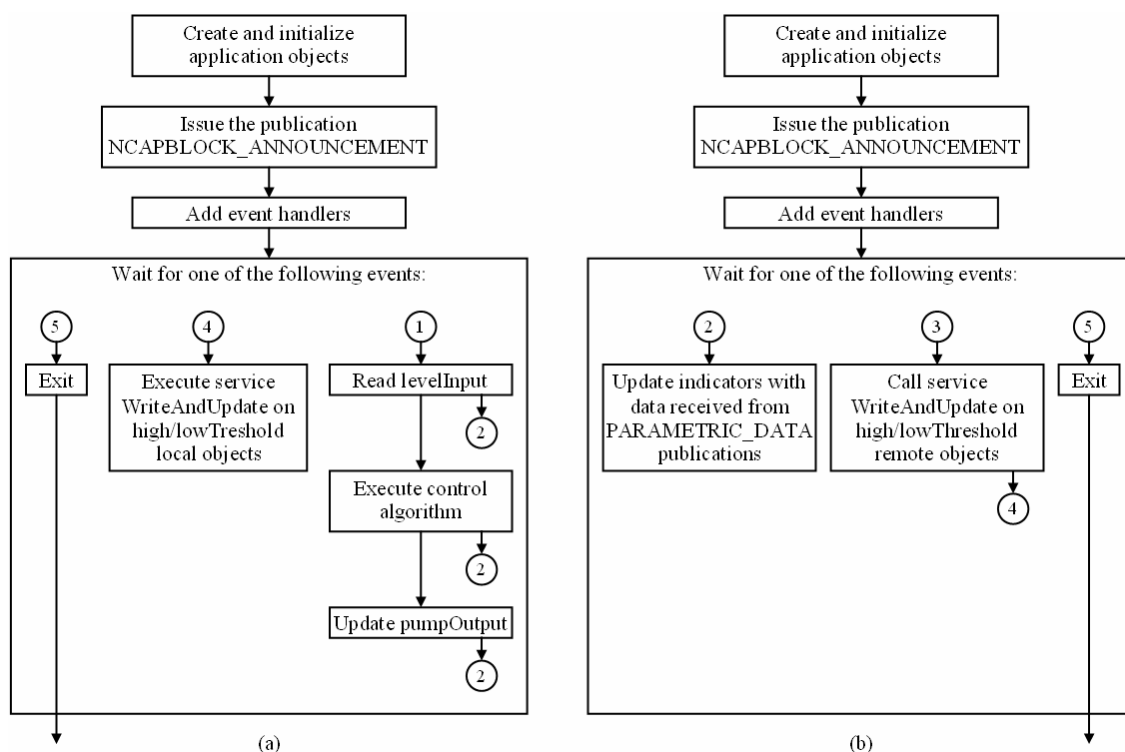 Create and initialize
application objects
Issue the publication
NCAPBLOCK_ANNOUNCEMENT
Add event handlers
Wait for one of the following events:
5
Exit
4
Execute service
WriteAndUpdate on
high/lowTreshold
local objects
1
Read levelInput
2
Execute control
algorithm
2
Update pumpOutput
2
(a)
Create and initialize
application objects
Issue the publication
NCAPBLOCK_ANNOUNCEMENT
Add event handlers
Wait for one of the following events:
2
Update indicators with
data received from
PARAMETRIC_DATA
publications
3
Call service
WriteAndUpdate on
high/lowThreshold
remote objects
4
5
Exit
(b)